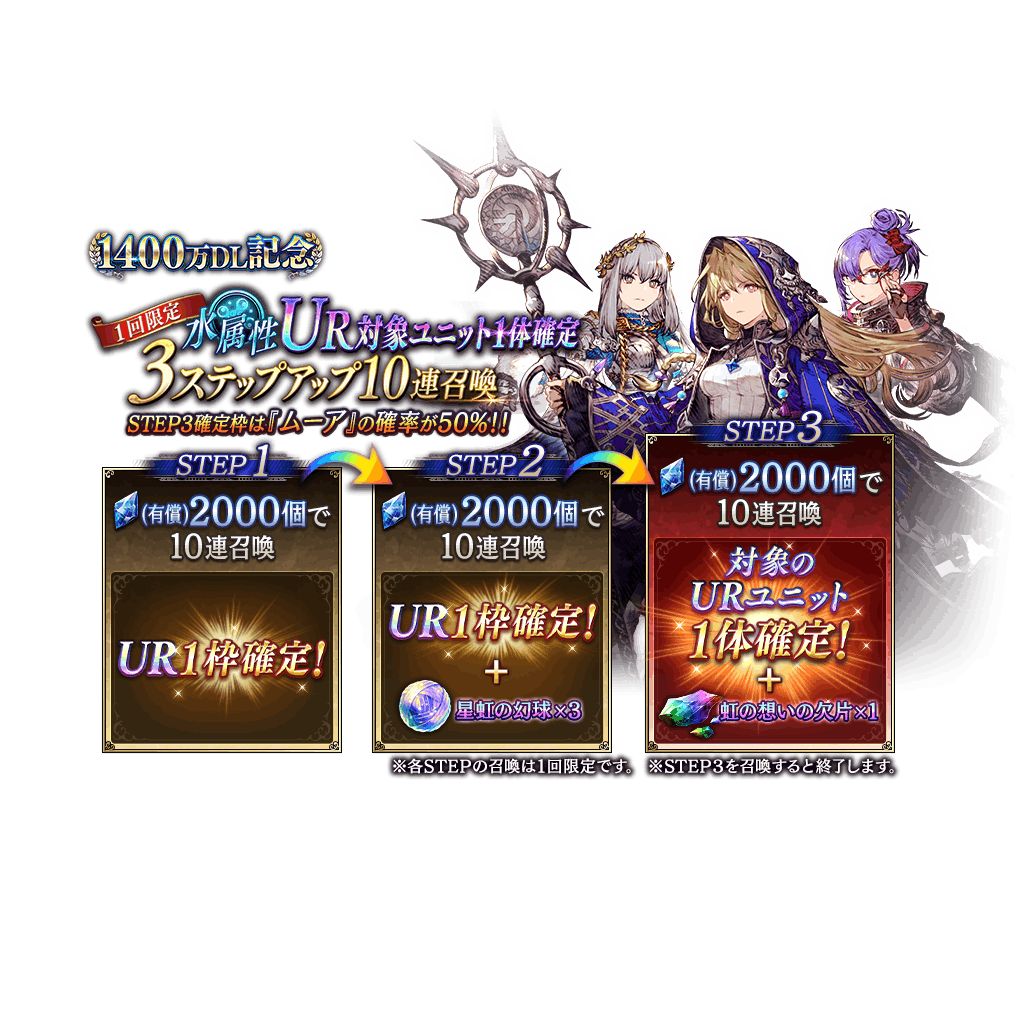 1400万DL記念
1回限定
水属性UR対象ユニット1体確定
3ステップアップ10連召喚
STEP3確定枠は『ムーア』の確率が50%!!
STEP1
(有償)2000個で
10連召喚
UR1枠確定!
STEP2
(有償)2000個で
10連召喚
UR1枠確定!
+
星虹の幻球×3
STEP3
(有償)2000個で
10連召喚
対象の
URユニット
1体確定!
+
虹の想いの欠片×1
※各STEPの召喚は1回限定です。
※STEP3を召喚すると終了します。